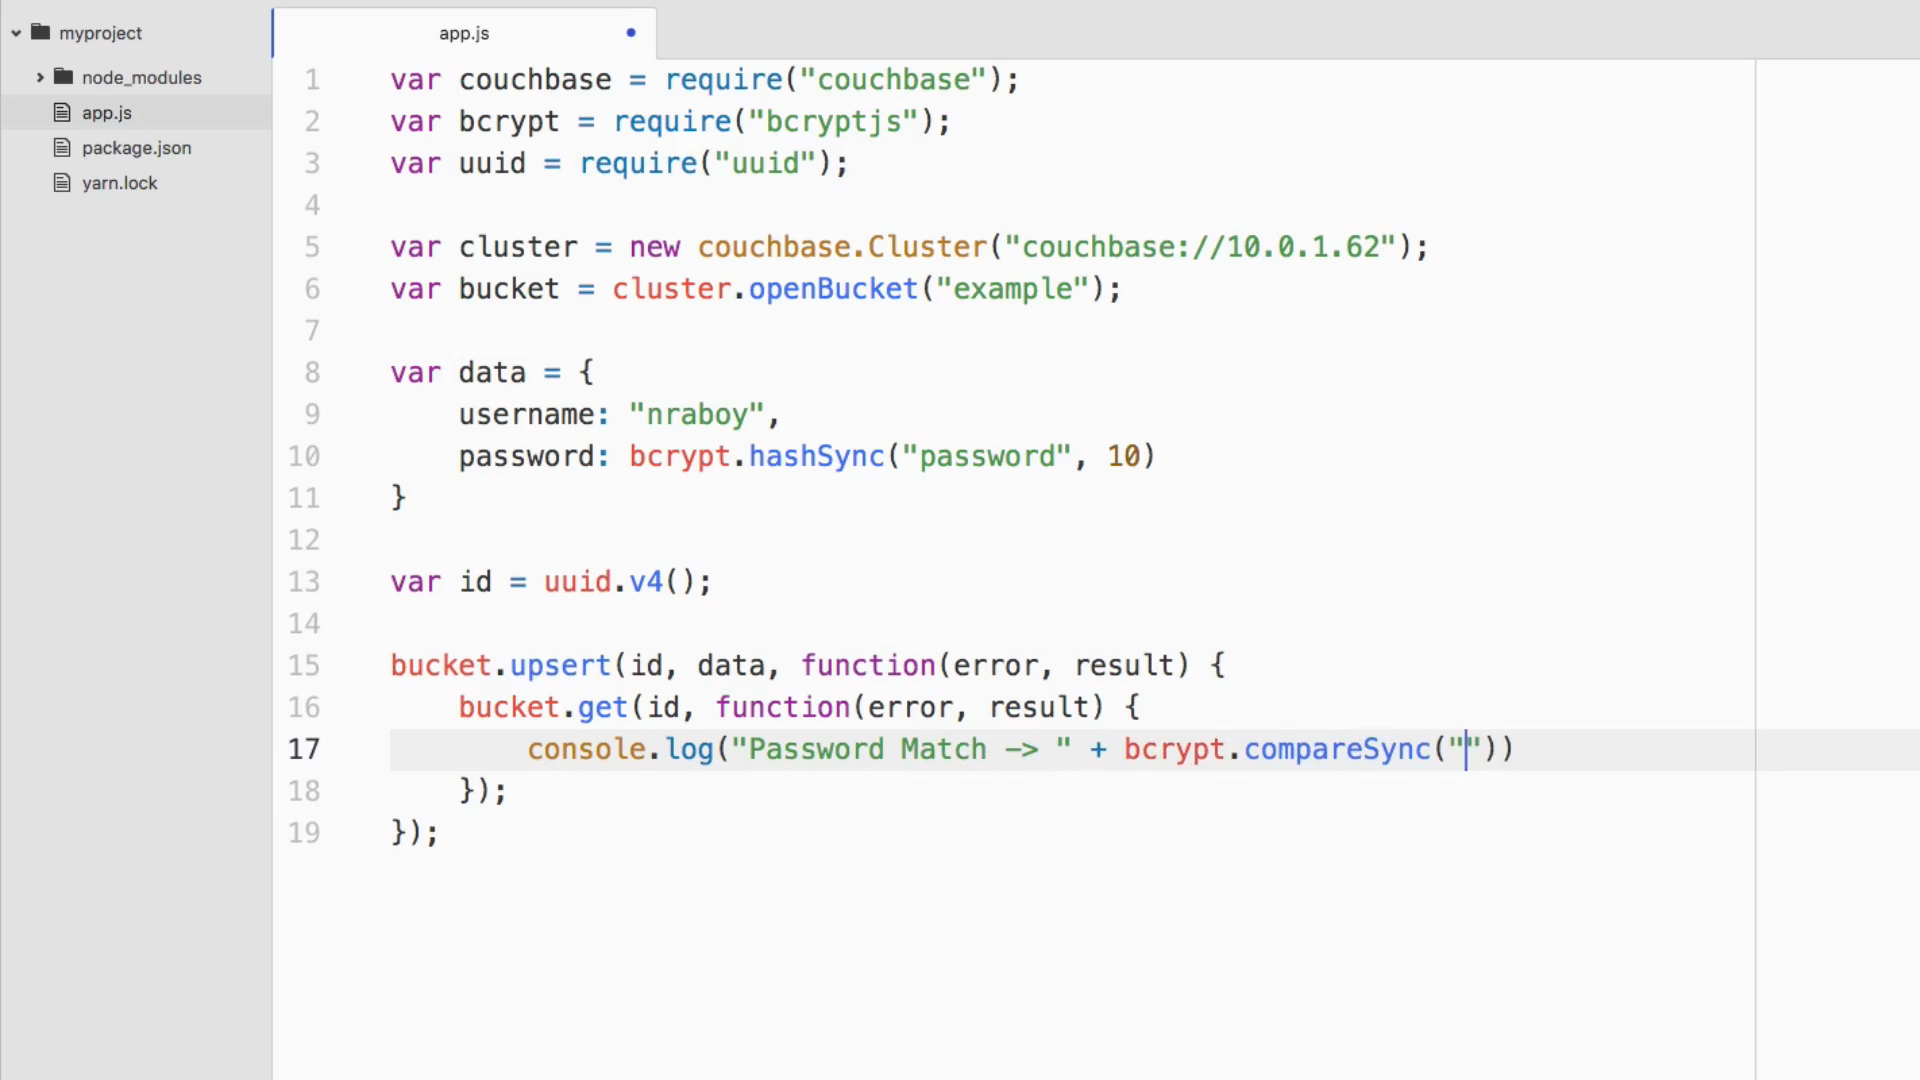 myproject
node_modules
app.js
package.json
yarn.lock
app.js
1 var couchbase = require("couchbase");
2 var bcrypt = require("bcryptjs");
3 var uuid = require("uuid");
4
5 var cluster = new couchbase.Cluster("couchbase://10.0.1.62");
6 var bucket = cluster.openBucket("example");
7
8 var data = {
9     username: "nraboy",
10     password: bcrypt.hashSync("password", 10)
11 }
12
13 var id = uuid.v4();
14
15 bucket.upsert(id, data, function(error, result) {
16     bucket.get(id, function(error, result) {
17         console.log("Password Match -> " + bcrypt.compareSync(""))
18     });
19 });